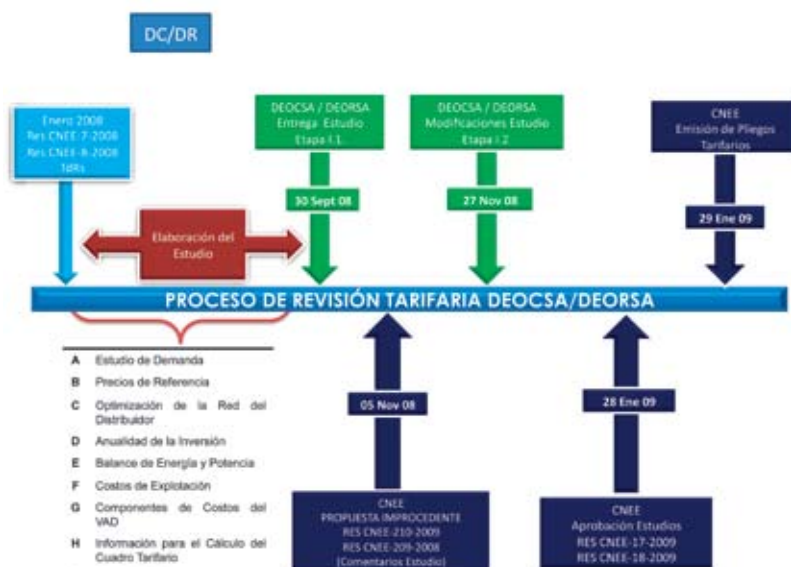 DC/DR
Enero 2008
Res CNEE-7-2008
Res CNEE-8-2008
TdRs
DEOCSA / DEORSA
Entrega Estudio
Etapa I.1.
30 Sept 08
DEOCSA / DEORSA
Modificaciones Estudio
Etapa I.2
27 Nov 08
CNEE
Emisión de Pliegos
Tarifarios
29 Ene 09
Elaboración del
Estudio
PROCESO DE REVISIÓN TARIFARIA DEOCSA/DEORSA
A Estudio de Demanda
B Precios de Referencia
C Optimización de la Red del
Distribuidor
D Anualidad de la Inversión
E Balance de Energía y Potencia
F Costos de Explotación
G Componentes de Costos del
VAD
H Información para el Cálculo del
Cuadro Tarifario
05 Nov 08
CNEE
PROPUESTA IMPROCEDENTE
RES CNEE-210-2009
RES CNEE-209-2008
(Comentarios Estudio)
28 Ene 09
CNEE
Aprobación Estudios
RES CNEE-17-2009
RES CNEE-18-2009